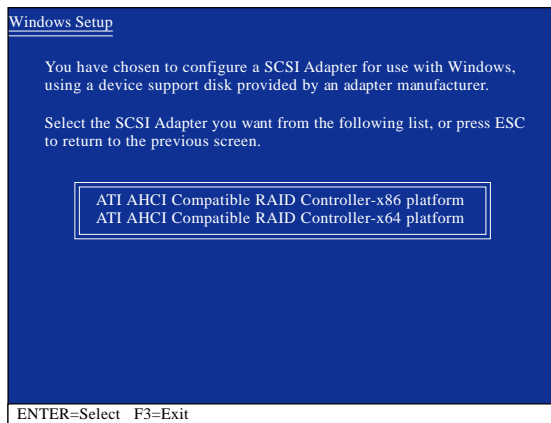 Windows Setup
You have chosen to configure a SCSI Adapter for use with Windows,
using a device support disk provided by an adapter manufacturer.
Select the SCSI Adapter you want from the following list, or press ESC
to return to the previous screen.
ATI AHCI Compatible RAID Controller-x86 platform
ATI AHCI Compatible RAID Controller-x64 platform
ENTER=Select F3=Exit